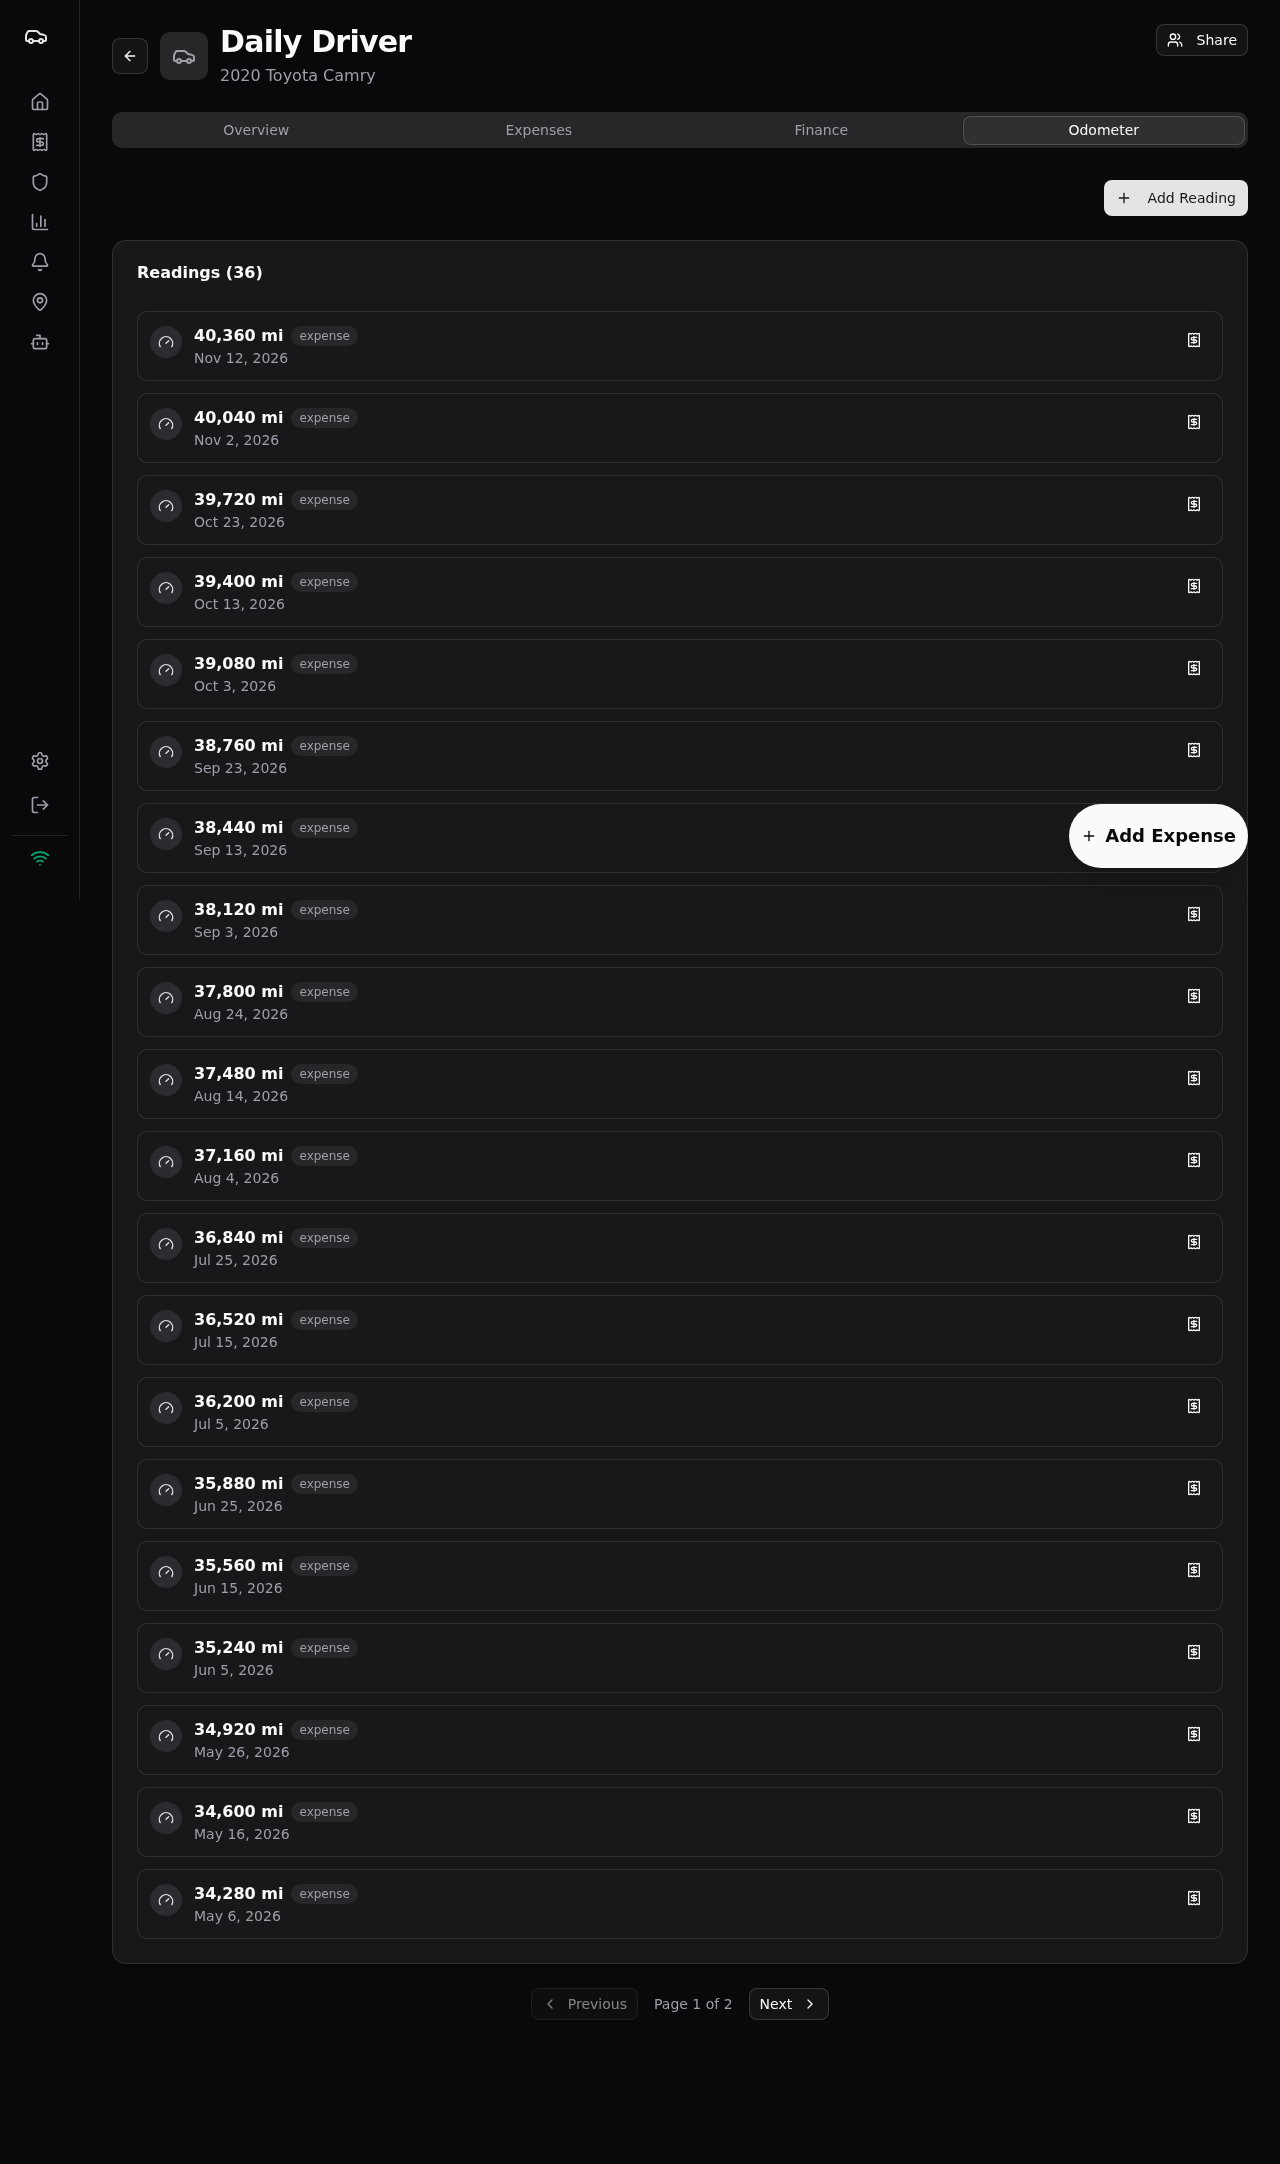 Daily Driver
2020 Toyota Camry
Share
Overview
Expenses
Finance
Odometer
Add Reading
Readings (36)
40,360 mi expense
Nov 12, 2026
40,040 mi expense
Nov 2, 2026
39,720 mi expense
Oct 23, 2026
39,400 mi expense
Oct 13, 2026
39,080 mi expense
Oct 3, 2026
38,760 mi expense
Sep 23, 2026
38,440 mi expense
Sep 13, 2026
Add Expense
38,120 mi expense
Sep 3, 2026
37,800 mi expense
Aug 24, 2026
37,480 mi expense
Aug 14, 2026
37,160 mi expense
Aug 4, 2026
36,840 mi expense
Jul 25, 2026
36,520 mi expense
Jul 15, 2026
36,200 mi expense
Jul 5, 2026
35,880 mi expense
Jun 25, 2026
35,560 mi expense
Jun 15, 2026
35,240 mi expense
Jun 5, 2026
34,920 mi expense
May 26, 2026
34,600 mi expense
May 16, 2026
34,280 mi expense
May 6, 2026
Previous
Page 1 of 2
Next